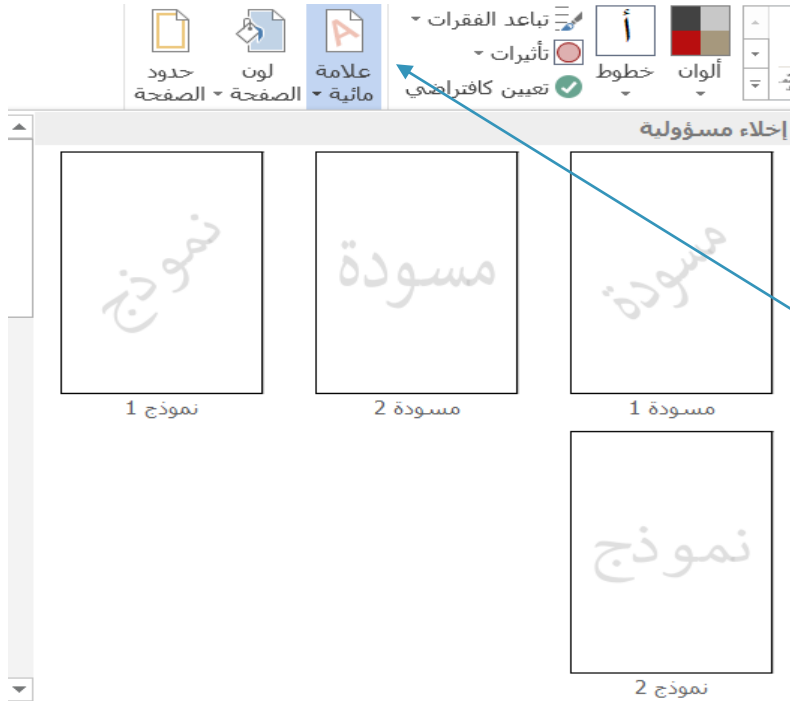 أ
ألوان
خطوط
تباعد الفقرات
تأثيرات
تعيين كافتراضي
A
علامة
مائية
لون
الصفحة
حدود
الصفحة
إخلاء مسؤولية
مسودة
مسودة 1
مسودة
مسودة 2
نموذج
نموذج 1
نموذج
نموذج 2